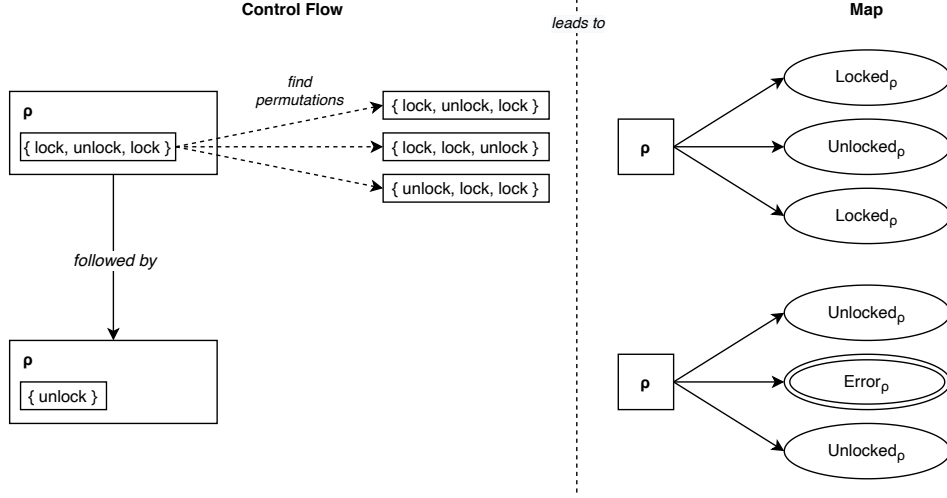 Control Flow
leads to
Map
ρ
{ lock, unlock, lock }
find
permutations
{ lock, unlock, lock }
{ lock, lock, unlock }
{ unlock, lock, lock }
followed by
ρ
{ unlock }
ρ
Lockedρ
Unlockedρ
Lockedρ
ρ
Unlockedρ
Errorρ
Unlockedρ